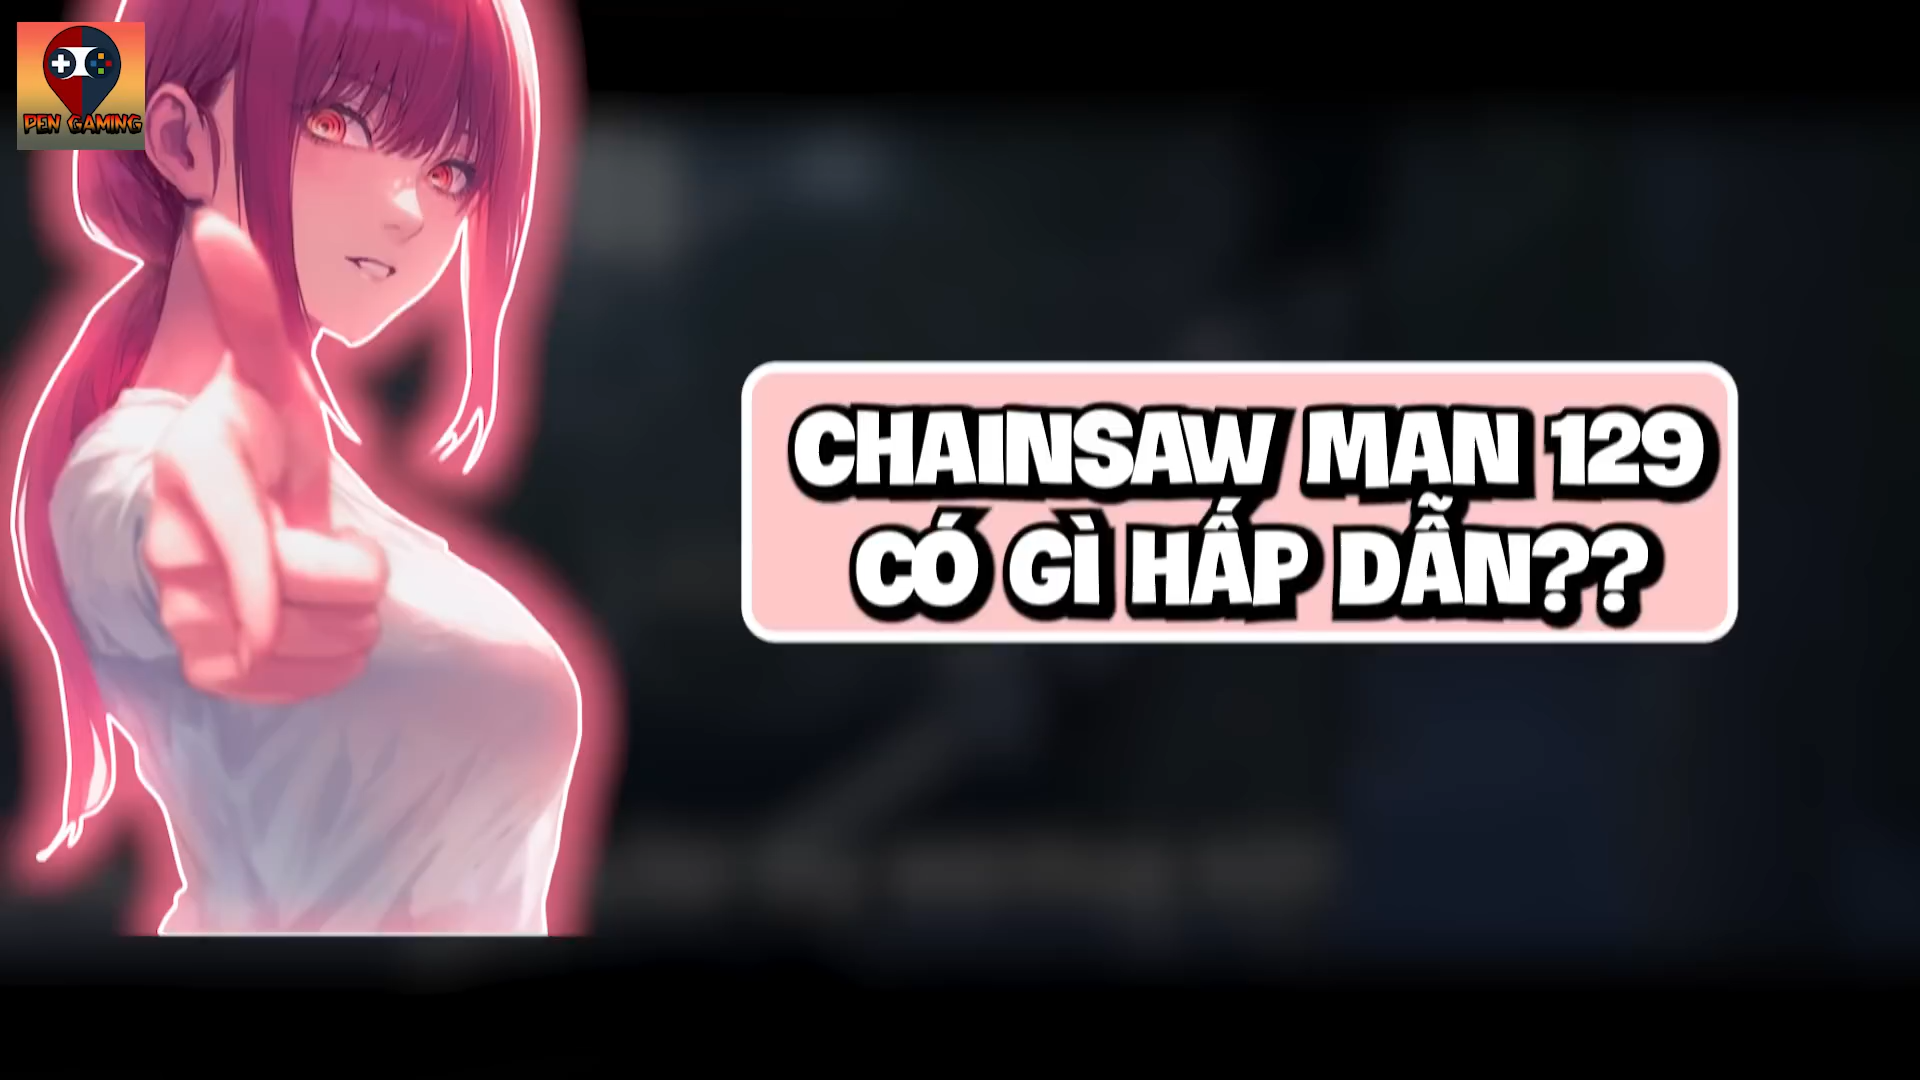 PEN GAMING
CHAINSAW MAN 129
CÓ GÌ HẤP DẪN??